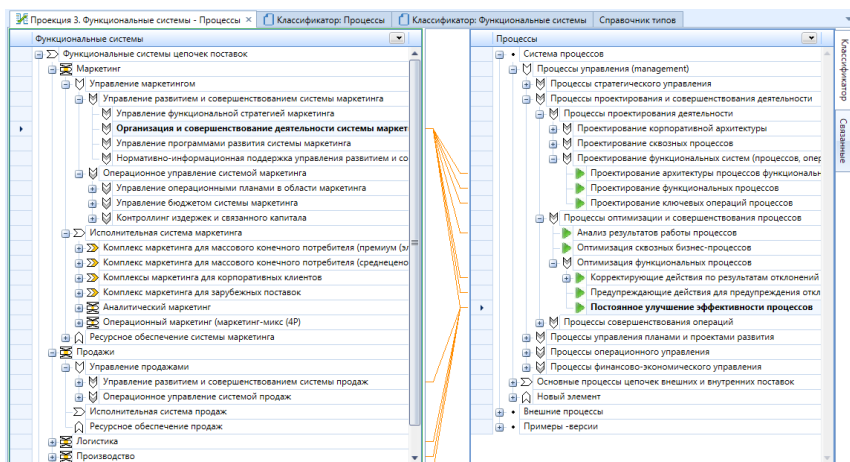 Проекция 3. Функциональные системы - Процессы
Классификатор: Процессы
Классификатор: Функциональные системы
Справочник типов
Функциональные системы
Функциональные системы цепочек поставок
Маркетинг
Управление маркетингом
Управление развитием и совершенствованием системы маркетинга
Управление функциональной стратегией маркетинга
Организация и совершенствование деятельности системы маркет
Управление программами развития системы маркетинга
Нормативно-информационная поддержка управления развитием и со
Операционное управление системой маркетинга
Управление операционными планами в области маркетинга
Управление бюджетом системы маркетинга
Контроллинг издержек и связанного капитала
Исполнительная система маркетинга
Комплекс маркетинга для массового конечного потребителя (премиум (эл
Комплекс маркетинга для массового конечного потребителя (среднецено
Комплексы маркетинга для корпоративных клиентов
Комплекс маркетинга для зарубежных поставок
Аналитический маркетинг
Операционный маркетинг (маркетинг-микс (4P)
Ресурсное обеспечение системы маркетинга
Продажи
Управление продажами
Управление развитием и совершенствованием системы продаж
Операционное управление системой продаж
Исполнительная система продаж
Ресурсное обеспечение продаж
Логистика
Производство
Процессы
Система процессов
Процессы управления (management)
Процессы стратегического управления
Процессы проектирования и совершенствования деятельности
Процессы проектирования деятельности
Проектирование корпоративной архитектуры
Проектирование сквозных процессов
Проектирование функциональных систем (процессов, опер
Проектирование архитектуры процессов функциональн
Проектирование функциональных процессов
Проектирование ключевых операций процессов
Процессы оптимизации и совершенствования процессов
Анализ результатов работы процессов
Оптимизация сквозных бизнес-процессов
Оптимизация функциональных процессов
Корректирующие действия по результатам отклонений
Предупреждающие действия для предупреждения откл
Постоянное улучшение эффективности процессов
Процессы совершенствования операций
Процессы управления планами и проектами развития
Процессы операционного управления
Процессы финансово-экономического управления
Основные процессы цепочек внешних и внутренних поставок
Новый элемент
Внешние процессы
Примеры -версии
Классификатор
Связанные